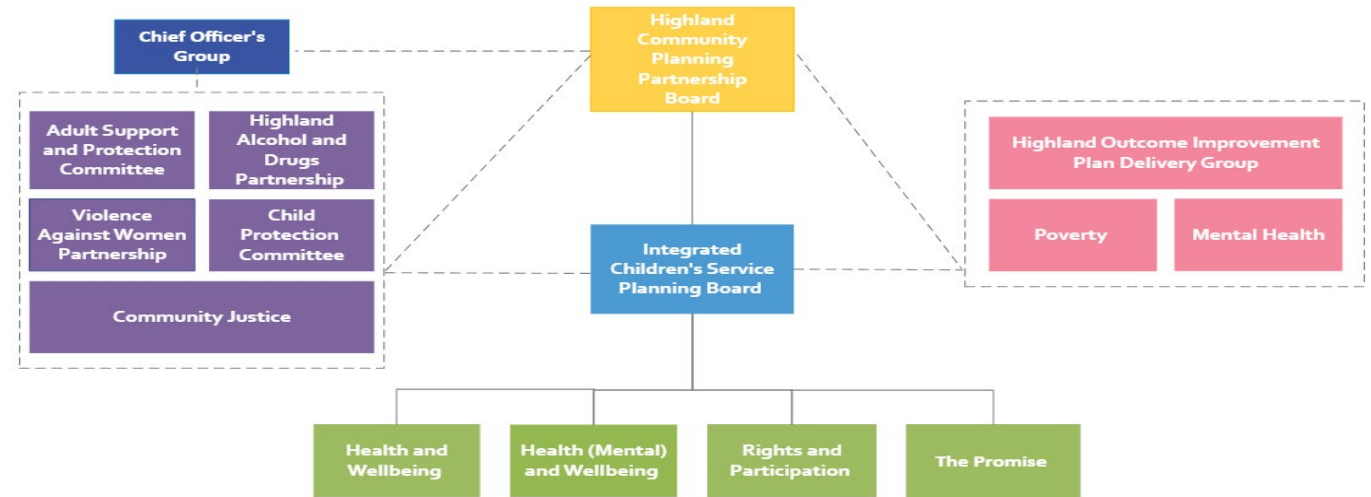 Chief Officer's
Group
Highland
Community
Planning
Partnership
Board
Adult Support
and Protection
Committee
Highland
Alcohol and
Drugs
Partnership
Violence
Against Women
Partnership
Child
Protection
Committee
Community Justice
Integrated
Children's Service
Planning Board
Highland Outcome Improvement
Plan Delivery Group
Poverty
Mental Health
Health and
Wellbeing
Health (Mental)
and Wellbeing
Rights and
Participation
The Promise